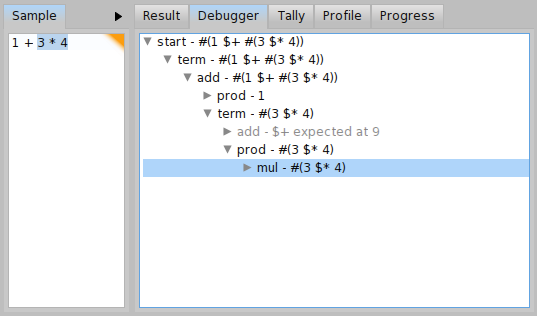 Sample
1 + 3 * 4
Result Debugger Tally Profile Progress
start - #(1 $+ #(3 $* 4))
term - #(1 $+ #(3 $* 4))
add - #(1 $+ #(3 $* 4))
prod - 1
term - #(3 $* 4)
add - $+ expected at 9
prod - #(3 $* 4)
mul - #(3 $* 4)